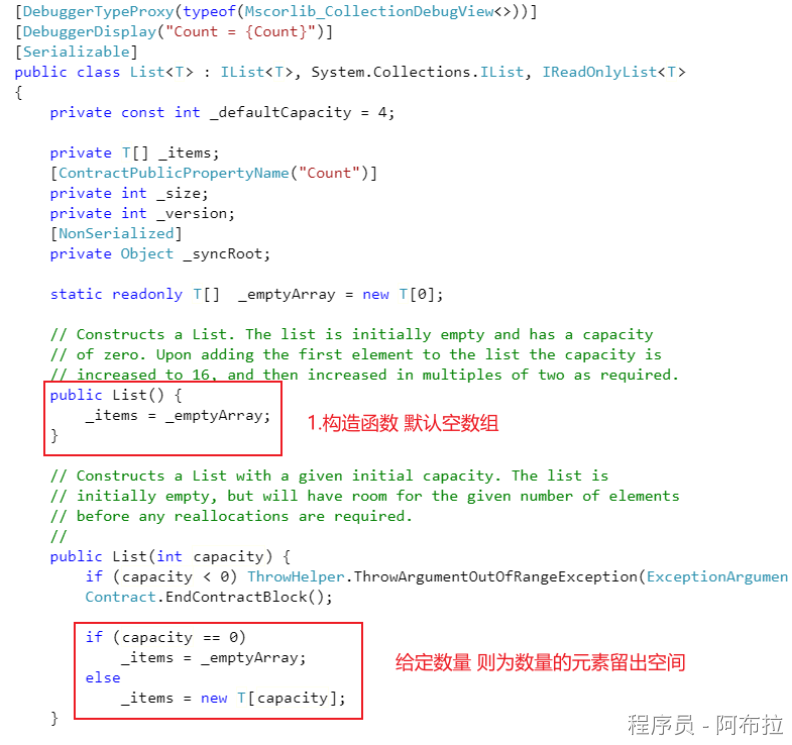 [DebuggerTypeProxy(typeof(Mscorlib_CollectionDebugView<>))]
[DebuggerDisplay("Count = {Count}")]
[Serializable]
public class List<T> : IList<T>, System.Collections.IList, IReadOnlyList<T>
{
    private const int _defaultCapacity = 4;

    private T[] _items;
    [ContractPublicPropertyName("Count")]
    private int _size;
    private int _version;
    [NonSerialized]
    private Object _syncRoot;

    static readonly T[]  _emptyArray = new T[0];

    // Constructs a List. The list is initially empty and has a capacity
    // of zero. Upon adding the first element to the list the capacity is
    // increased to 16, and then increased in multiples of two as required.
    public List() {
        _items = _emptyArray;
    }
1.构造函数 默认空数组

    // Constructs a List with a given initial capacity. The list is
    // initially empty, but will have room for the given number of elements
    // before any reallocations are required.
    //
    public List(int capacity) {
        if (capacity < 0) ThrowHelper.ThrowArgumentOutOfRangeException(ExceptionArgumen
        Contract.EndContractBlock();

        if (capacity == 0)
            _items = _emptyArray;
        else
            _items = new T[capacity];
    }
给定数量 则为数量的元素留出空间
程序员 - 阿布拉